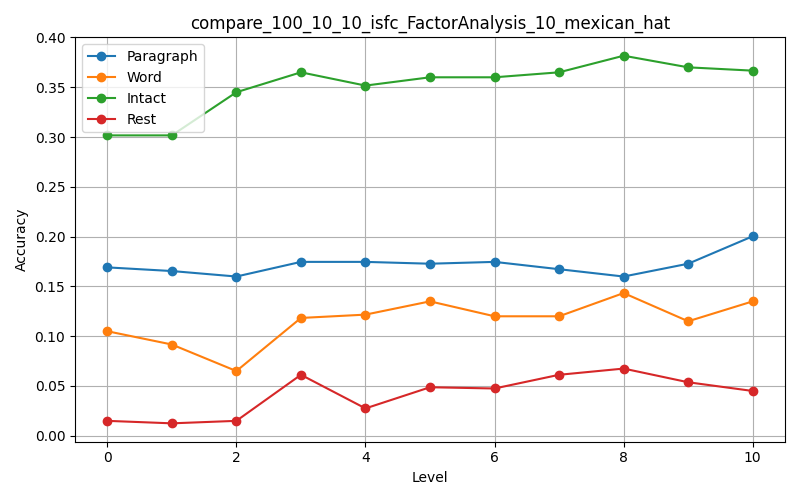 compare_100_10_10_isfc_FactorAnalysis_10_mexican_hat
Paragraph
Word
Intact
Rest
0.40
0.35
0.30
0.25
0.20
0.15
0.10
0.05
0.00
Accuracy
0 2 4 6 8 10
Level